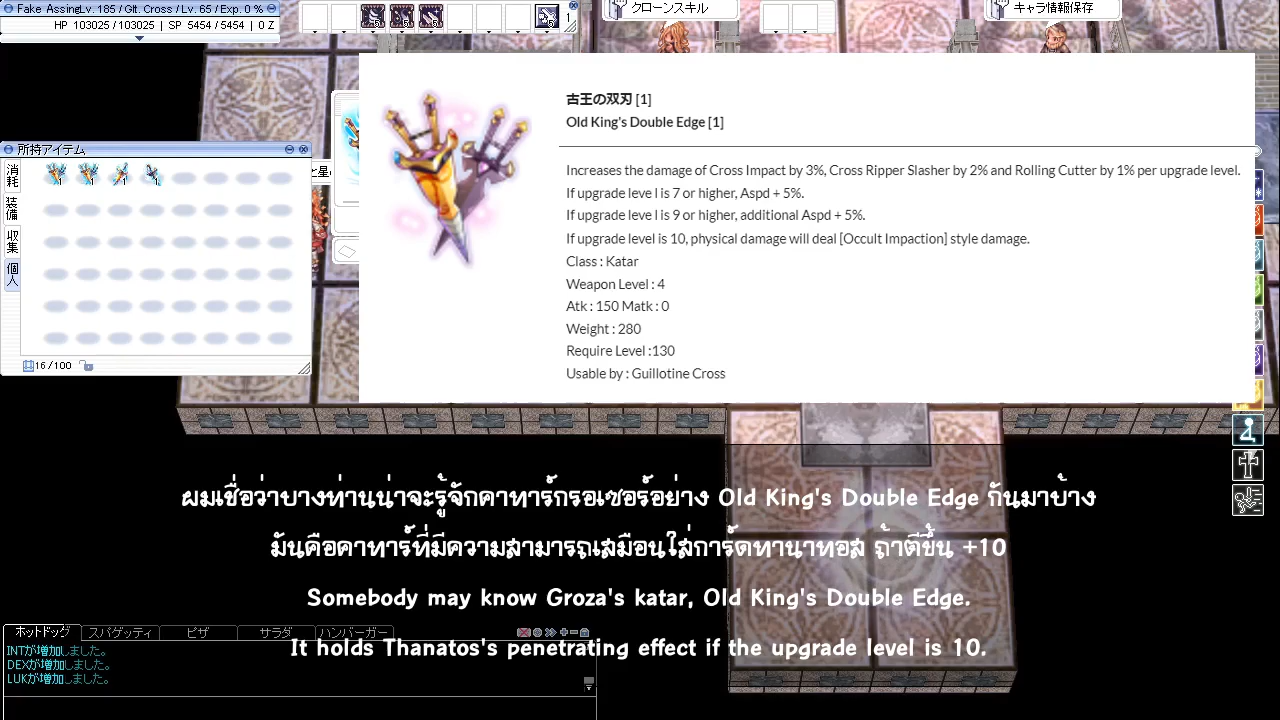 Fake AssingLv. 185 / Glt. Cross / Lv. 65 / Exp. 0 %
HP 103025 / 103025 | SP 5454 / 5454 | 0 Z
1
クローンスキル
キャラ情報保存
所持アイテム
消耗
装備
収集
個人
16/100
古王の双刃 [1]
Old King's Double Edge [1]
Increases the damage of Cross Impact by 3%, Cross Ripper Slasher by 2% and Rolling Cutter by 1% per upgrade level.
If upgrade leve l is 7 or higher, Aspd + 5%.
If upgrade leve l is 9 or higher, additional Aspd + 5%.
If upgrade level is 10, physical damage will deal [Occult Impaction] style damage.
Class : Katar
Weapon Level : 4
Atk : 150 Matk : 0
Weight : 280
Require Level :130
Usable by : Guillotine Cross
ผมเชื่อว่าบางท่านน่าจะรู้จักคาทาร์กรอเซอร์อย่าง Old King's Double Edge กันมาบ้าง
มันคือคาทาร์ที่มีความสามารถเสมือนใส่การ์ดทานาทอส ถ้าตีขึ้น +10
Somebody may know Groza's katar, Old King's Double Edge.
It holds Thanatos's penetrating effect if the upgrade level is 10.
ホットドッグ スパゲッティ ピザ サラダ ハンバーガー
INTが増加しました。
DEXが増加しました。
LUKが増加しました。